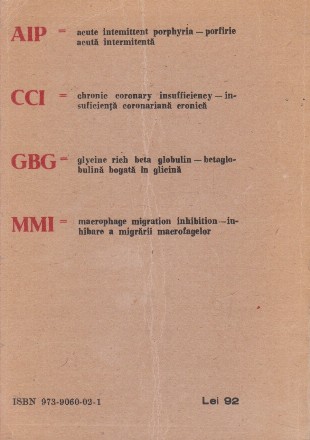 AIP = acute intemittent porphyria — porfirie
acută intermitentă
CCI = chronic coronary insufficiency — in-
suficiență coronariană cronică
GBG = glycine rich beta globulin — betaglo-
bulină bogată în glicină
MMI = macrophage migration inhibition — in-
hibare a migrării macrofagelor
ISBN 973-9060-02-1 Lei 92